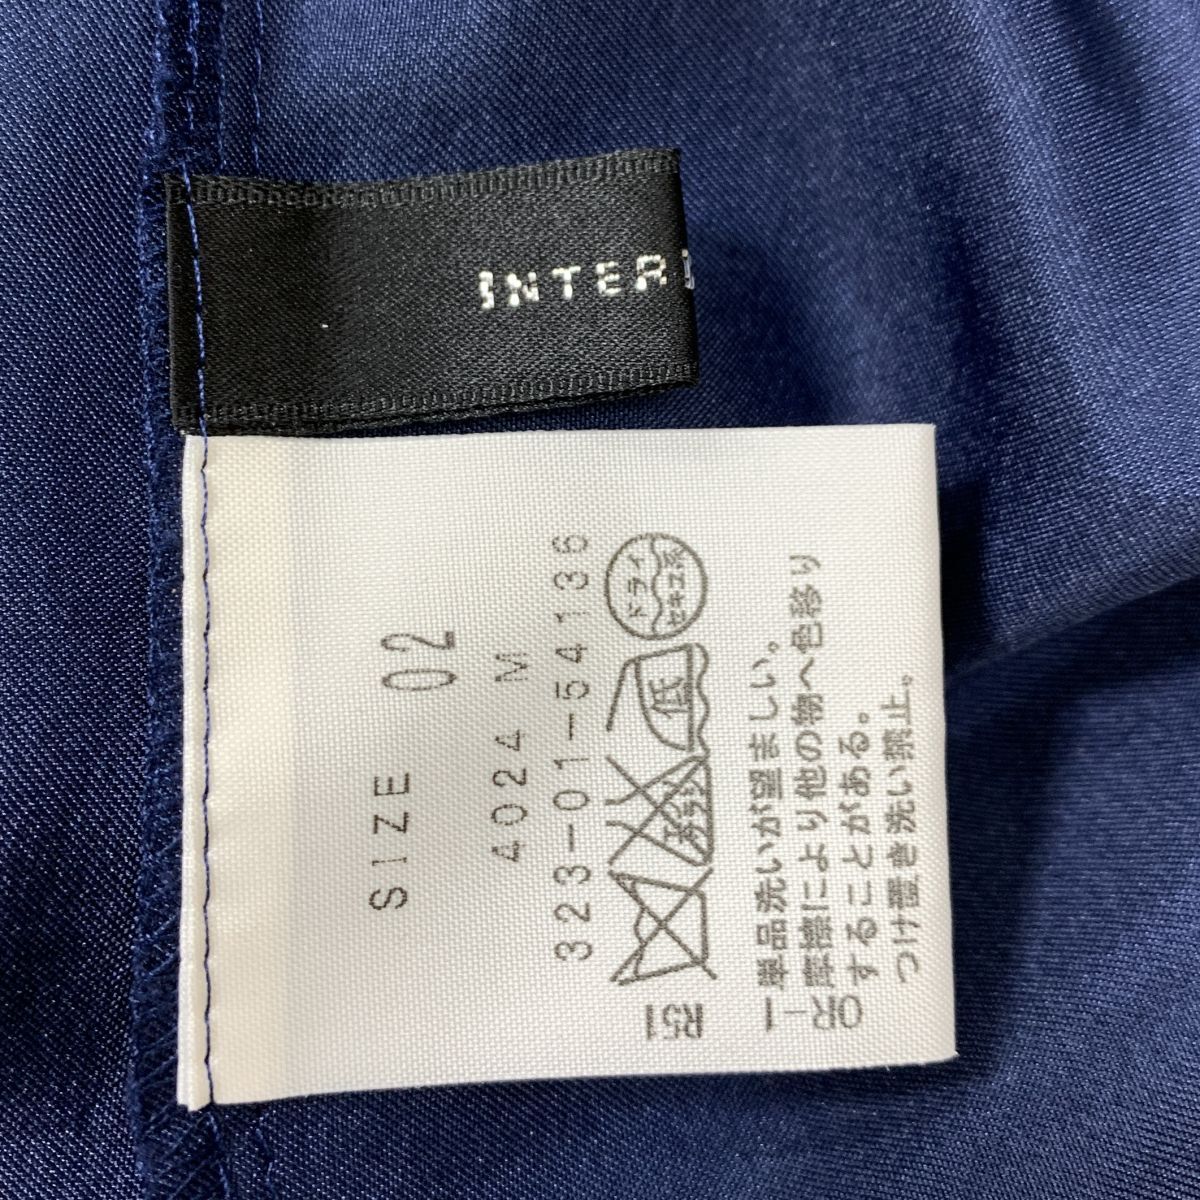 INTER
SIZE 02
4024 M
323-01-54136
R51
低
ドライ
セキユ系
単品洗いが望ましい。
摩擦により他の物へ色移り
することがある。
つけ置き洗い禁止。